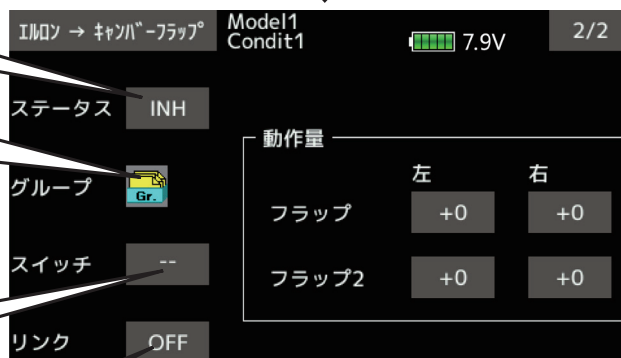 エルロン → キャンバーフラップ
Model1
Condit1
7.9V
2/2
ステータス INH
動作量
グループ Gr.
左 右
フラップ +0 +0
スイッチ --
フラップ2 +0 +0
リンク OFF